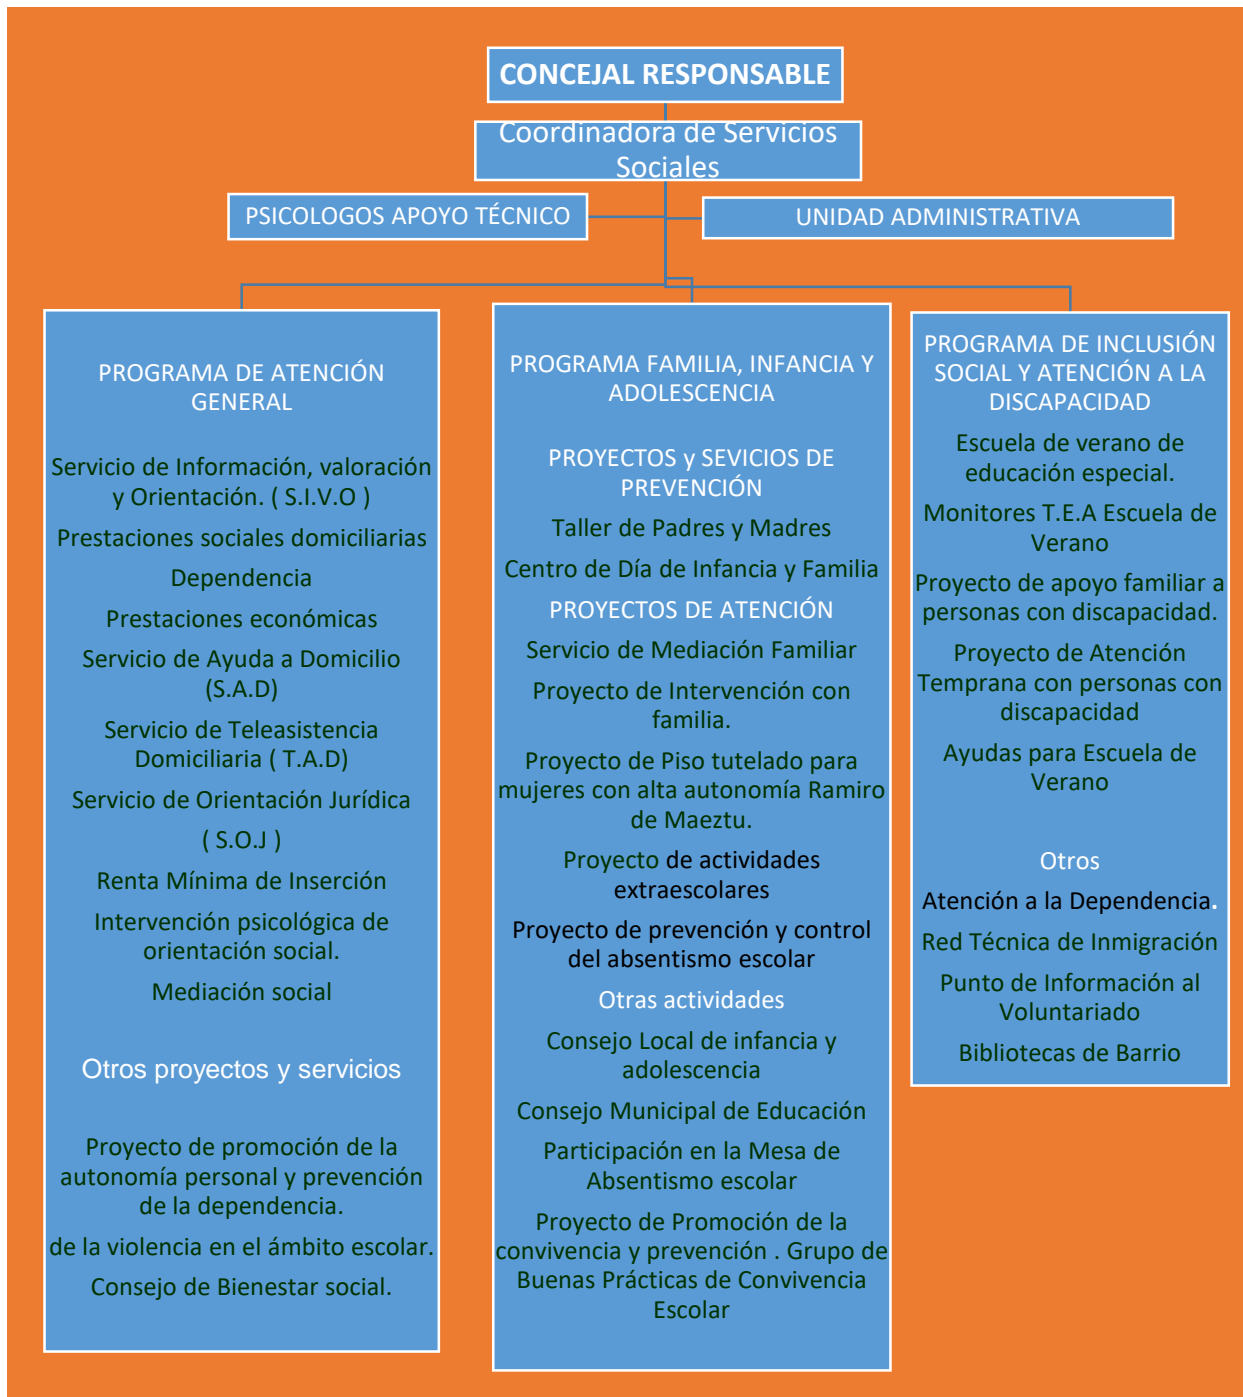 CONCEJAL RESPONSABLE
Coordinadora de Servicios
Sociales
PSICOLOGOS APOYO TÉCNICO
UNIDAD ADMINISTRATIVA
PROGRAMA DE ATENCIÓN
GENERAL
Servicio de Información, valoración
y Orientación. ( S.I.V.O )
Prestaciones sociales domiciliarias
Dependencia
Prestaciones económicas
Servicio de Ayuda a Domicilio
(S.A.D)
Servicio de Teleasistencia
Domiciliaria ( T.A.D)
Servicio de Orientación Jurídica
( S.O.J )
Renta Mínima de Inserción
Intervención psicológica de
orientación social.
Mediación social
Otros proyectos y servicios
Proyecto de promoción de la
autonomía personal y prevención
de la dependencia.
de la violencia en el ámbito escolar.
Consejo de Bienestar social.
PROGRAMA FAMILIA, INFANCIA Y
ADOLESCENCIA
PROYECTOS y SEVICIOS DE
PREVENCIÓN
Taller de Padres y Madres
Centro de Día de Infancia y Familia
PROYECTOS DE ATENCIÓN
Servicio de Mediación Familiar
Proyecto de Intervención con
familia.
Proyecto de Piso tutelado para
mujeres con alta autonomía Ramiro
de Maeztu.
Proyecto de actividades
extraescolares
Proyecto de prevención y control
del absentismo escolar
Otras actividades
Consejo Local de infancia y
adolescencia
Consejo Municipal de Educación
Participación en la Mesa de
Absentismo escolar
Proyecto de Promoción de la
convivencia y prevención . Grupo de
Buenas Prácticas de Convivencia
Escolar
PROGRAMA DE INCLUSIÓN
SOCIAL Y ATENCIÓN A LA
DISCAPACIDAD
Escuela de verano de
educación especial.
Monitores T.E.A Escuela de
Verano
Proyecto de apoyo familiar a
personas con discapacidad.
Proyecto de Atención
Temprana con personas con
discapacidad
Ayudas para Escuela de
Verano
Otros
Atención a la Dependencia.
Red Técnica de Inmigración
Punto de Información al
Voluntariado
Bibliotecas de Barrio